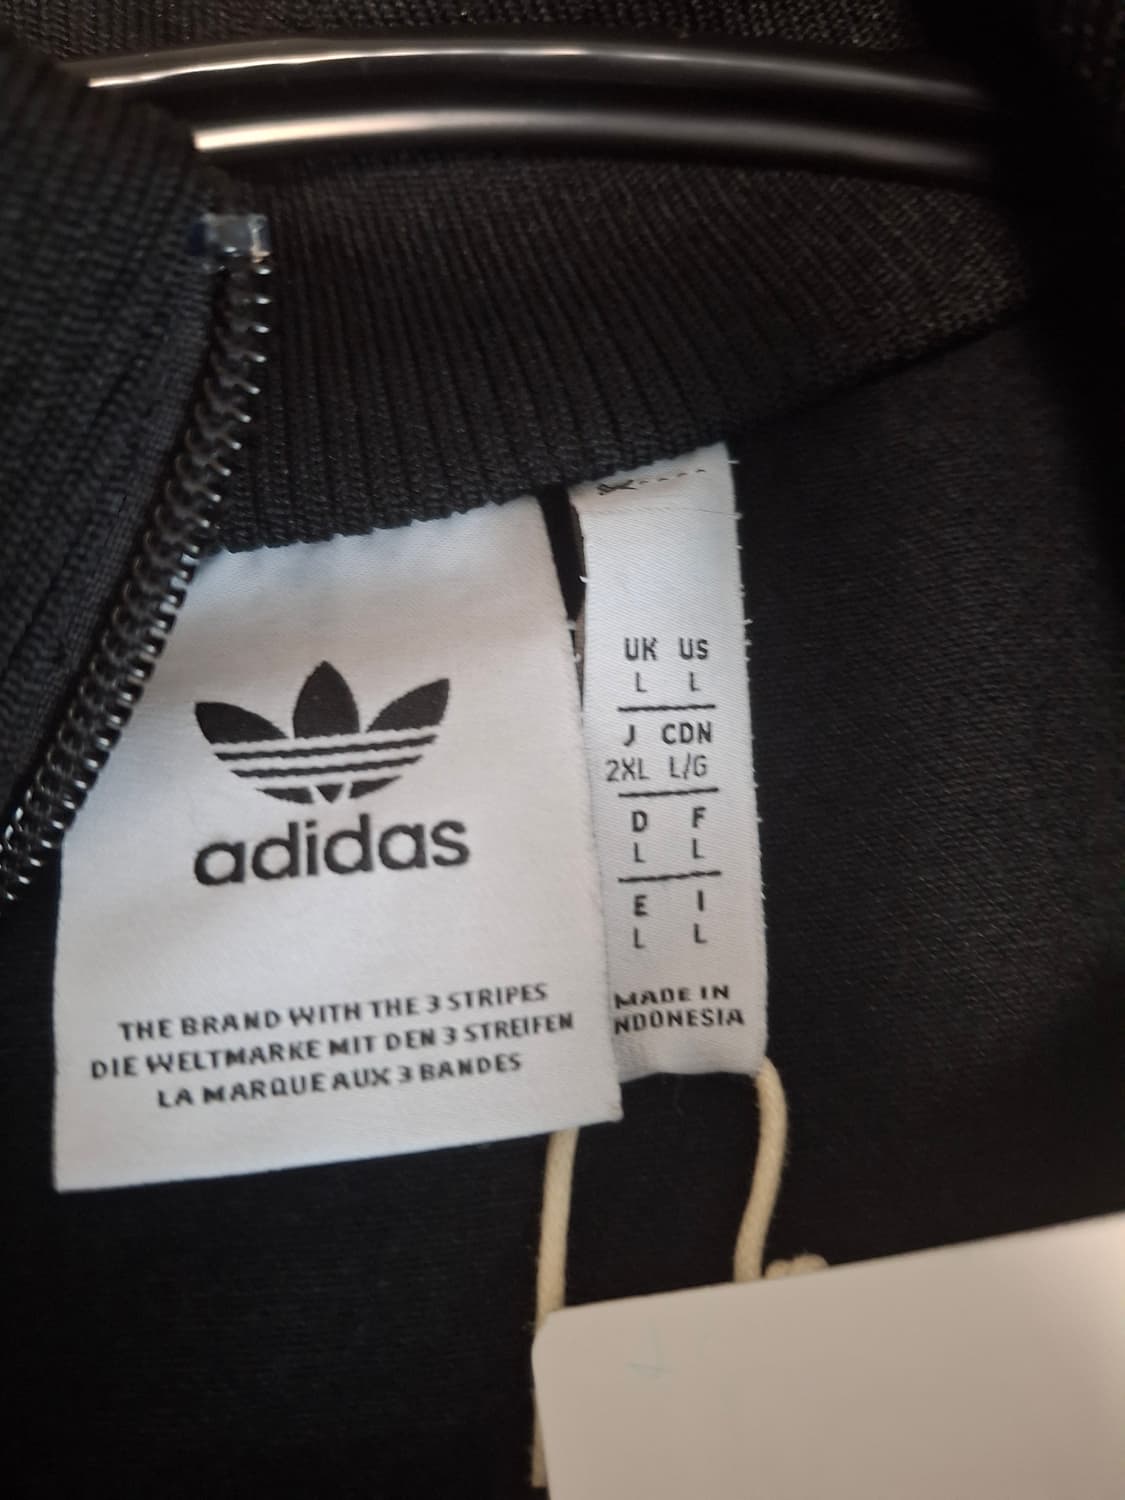 adidas
THE BRAND WITH THE 3 STRIPES
DIE WELTMARKE MIT DEN 3 STREIFEN
LA MARQUE AUX 3 BANDES
UK US
L L
J CDN
2XL L/G
D F
L L
E I
L L
MADE IN
NDONESIA